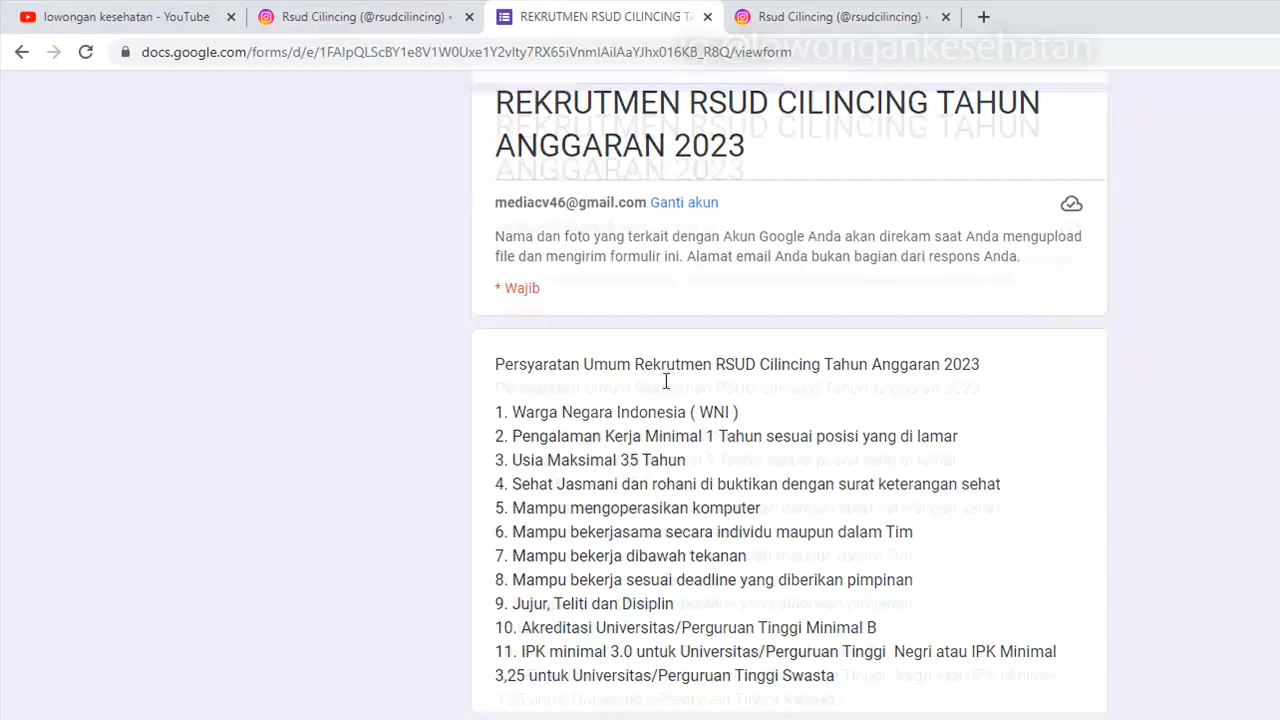 lowongan kesehatan - YouTube
Rsud Cilincing (@rsudcilincing) ·
REKRUTMEN RSUD CILINCING TA
Rsud Cilincing (@rsudcilincing) ·
docs.google.com/forms/d/e/1FAIpQLScBY1e8V1W0Uxe1Y2vIty7RX65iVnmIAiIAaYJhx016KB_R8Q/viewform
@lowongankesehatan
REKRUTMEN RSUD CILINCING TAHUN
ANGGARAN 2023
mediacv46@gmail.com Ganti akun
Nama dan foto yang terkait dengan Akun Google Anda akan direkam saat Anda mengupload
file dan mengirim formulir ini. Alamat email Anda bukan bagian dari respons Anda.
* Wajib
Persyaratan Umum Rekrutmen RSUD Cilincing Tahun Anggaran 2023
1. Warga Negara Indonesia ( WNI )
2. Pengalaman Kerja Minimal 1 Tahun sesuai posisi yang di lamar
3. Usia Maksimal 35 Tahun
4. Sehat Jasmani dan rohani di buktikan dengan surat keterangan sehat
5. Mampu mengoperasikan komputer
6. Mampu bekerjasama secara individu maupun dalam Tim
7. Mampu bekerja dibawah tekanan
8. Mampu bekerja sesuai deadline yang diberikan pimpinan
9. Jujur, Teliti dan Disiplin
10. Akreditasi Universitas/Perguruan Tinggi Minimal B
11. IPK minimal 3.0 untuk Universitas/Perguruan Tinggi  Negri atau IPK Minimal
3,25 untuk Universitas/Perguruan Tinggi Swasta